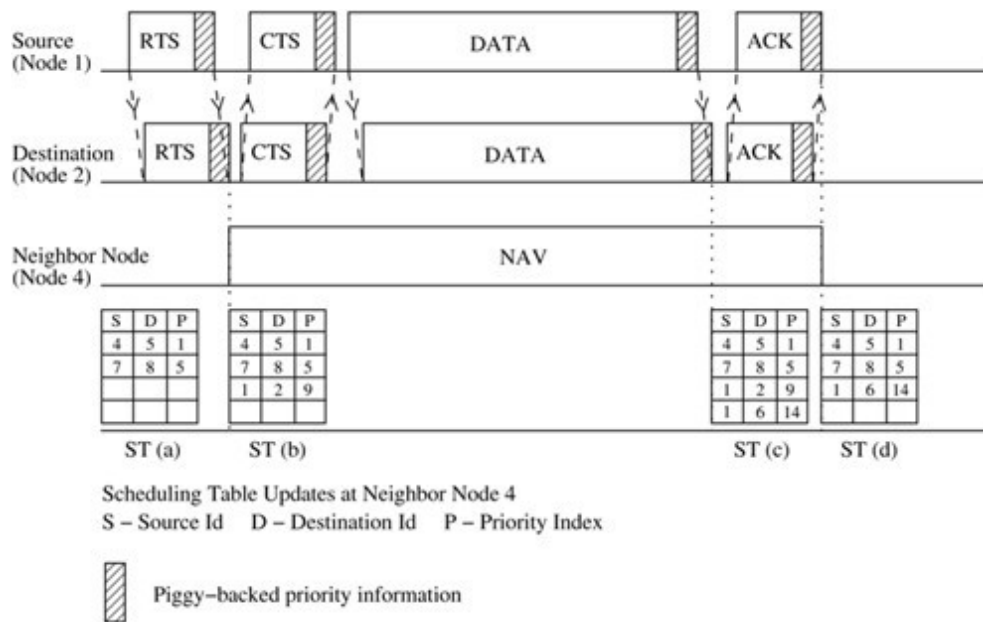 Source
(Node 1)
RTS
CTS
DATA
ACK
Destination
(Node 2)
RTS
CTS
DATA
ACK
Neighbor Node
(Node 4)
NAV
S D P
4 5 1
7 8 5
S D P
4 5 1
7 8 5
1 2 9
S D P
4 5 1
7 8 5
1 2 9
1 6 14
S D P
4 5 1
7 8 5
1 6 14
ST (a)
ST (b)
ST (c)
ST (d)
Scheduling Table Updates at Neighbor Node 4
S − Source Id D − Destination Id P − Priority Index
Piggy−backed priority information